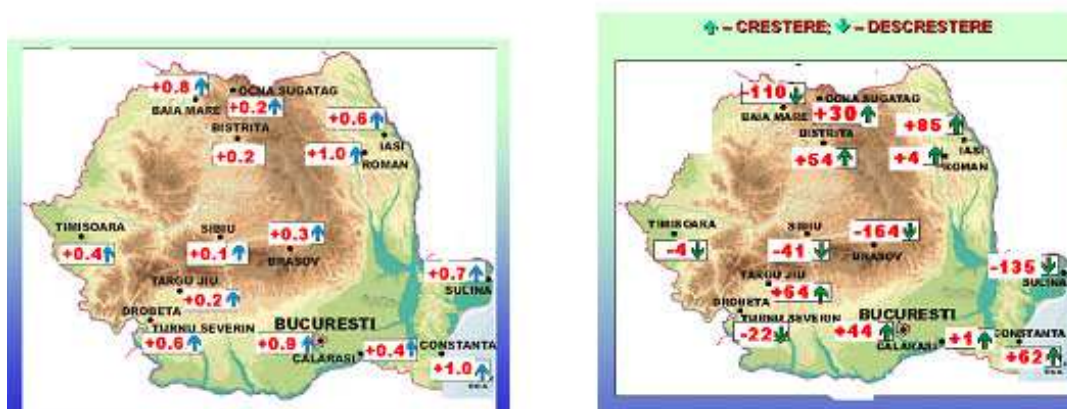 +0.8
OCNA SUGATAG
+0.2
BAIA MARE
BISTRITA
+0.2
+0.6
IASI
+1.0
ROMAN
TIMISOARA
+0.4
SIBIU
+0.1
+0.3
BRASOV
TARGU JIU
+0.2
DROBETA
TURNU SEVERIN
+0.6
BUCURESTI
+0.9
CALARASI
+0.4
+0.7
SULINA
CONSTANTA
+1.0
– CRESTERE; – DESCRESTERE
-110
OCNA SUGATAG
BAIA MARE
+30
BISTRITA
+54
+85
IASI
+4
ROMAN
TIMISOARA
-4
SIBIU
-41
-164
BRASOV
TARGU JIU
+54
DROBETA
TURNU SEVERIN
-22
BUCURESTI
+44
CALARASI
+1
-135
SULINA
CONSTANTA
+62